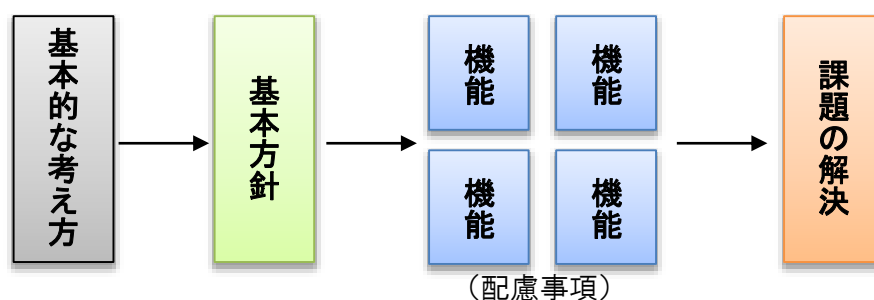 基本的な考え方
基本方針
機能
機能
機能
機能
(配慮事項)
課題の解決